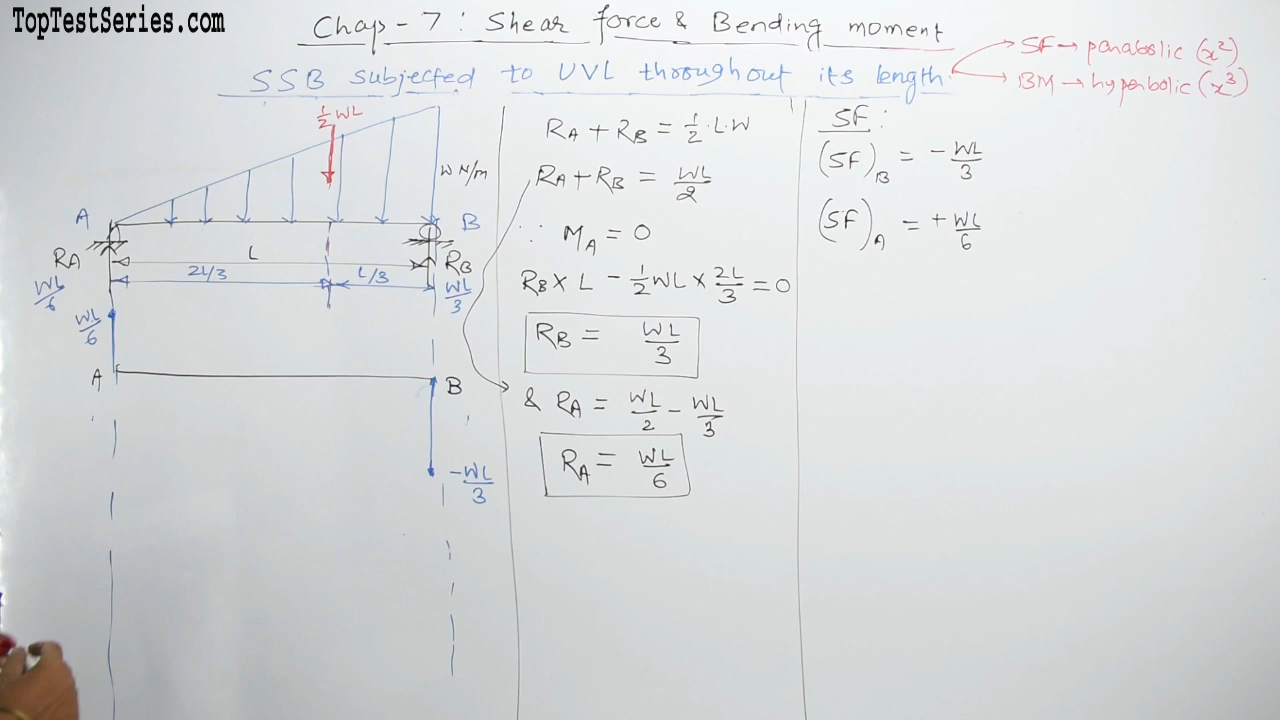 TopTestSeries.com
Chap - 7 : Shear force & Bending moment
SSB subjected to UVL throughout its length.
SF → parabolic (x²)
BM → hyperbolic (x³)
½ WL
W N/m
A
B
RA
RB
L
2L/3
L/3
WL/6
WL/3
WL/6
A
B
-WL/3
RA + RB = ½ · L · W
RA + RB = WL/2
∵ MA = 0
RB × L - ½ WL × 2L/3 = 0
RB = WL/3
& RA = WL/2 - WL/3
RA = WL/6
SF :
(SF)B = - WL/3
(SF)A = + WL/6